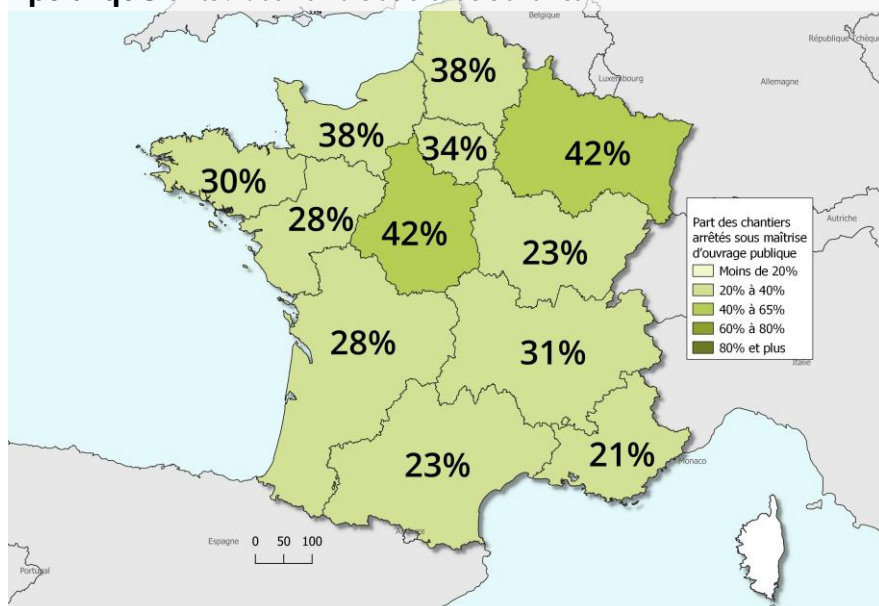 Belgique
République Tchèque
38%
Luxembourg
Allemagne
38%
34%
42%
30%
28%
42%
23%
Autriche
Part des chantiers
arrêtés sous maîtrise
d'ouvrage publique
Moins de 20%
20% à 40%
40% à 65%
60% à 80%
80% et plus
28%
31%
Italie
23%
21%
Monaco
Espagne
0 50 100
Portugal